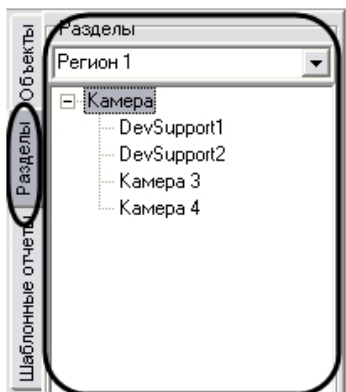 Объекты
Разделы
Шаблонные отчеты
Разделы
Регион 1
Камера
DevSupport1
DevSupport2
Камера 3
Камера 4